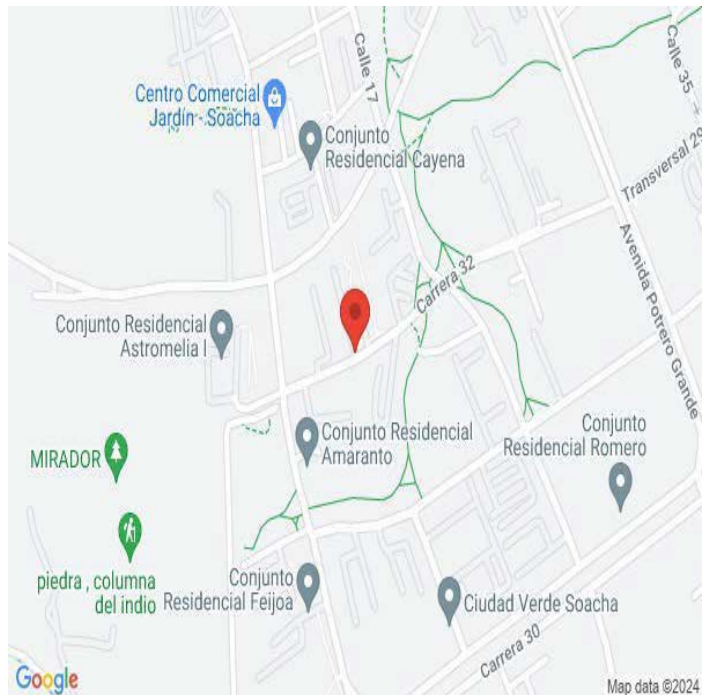 Calle 17
Calle 35
Centro Comercial
Jardín - Soacha
Conjunto
Residencial Cayena
Transversal 29
Avenida Potrero Grande
Carrera 32
Conjunto Residencial
Astromelia I
Conjunto Residencial
Amaranto
Conjunto
Residencial Romero
MIRADOR
piedra , columna
del indio
Conjunto
Residencial Feijoa
Ciudad Verde Soacha
Carrera 30
Google
Map data ©2024